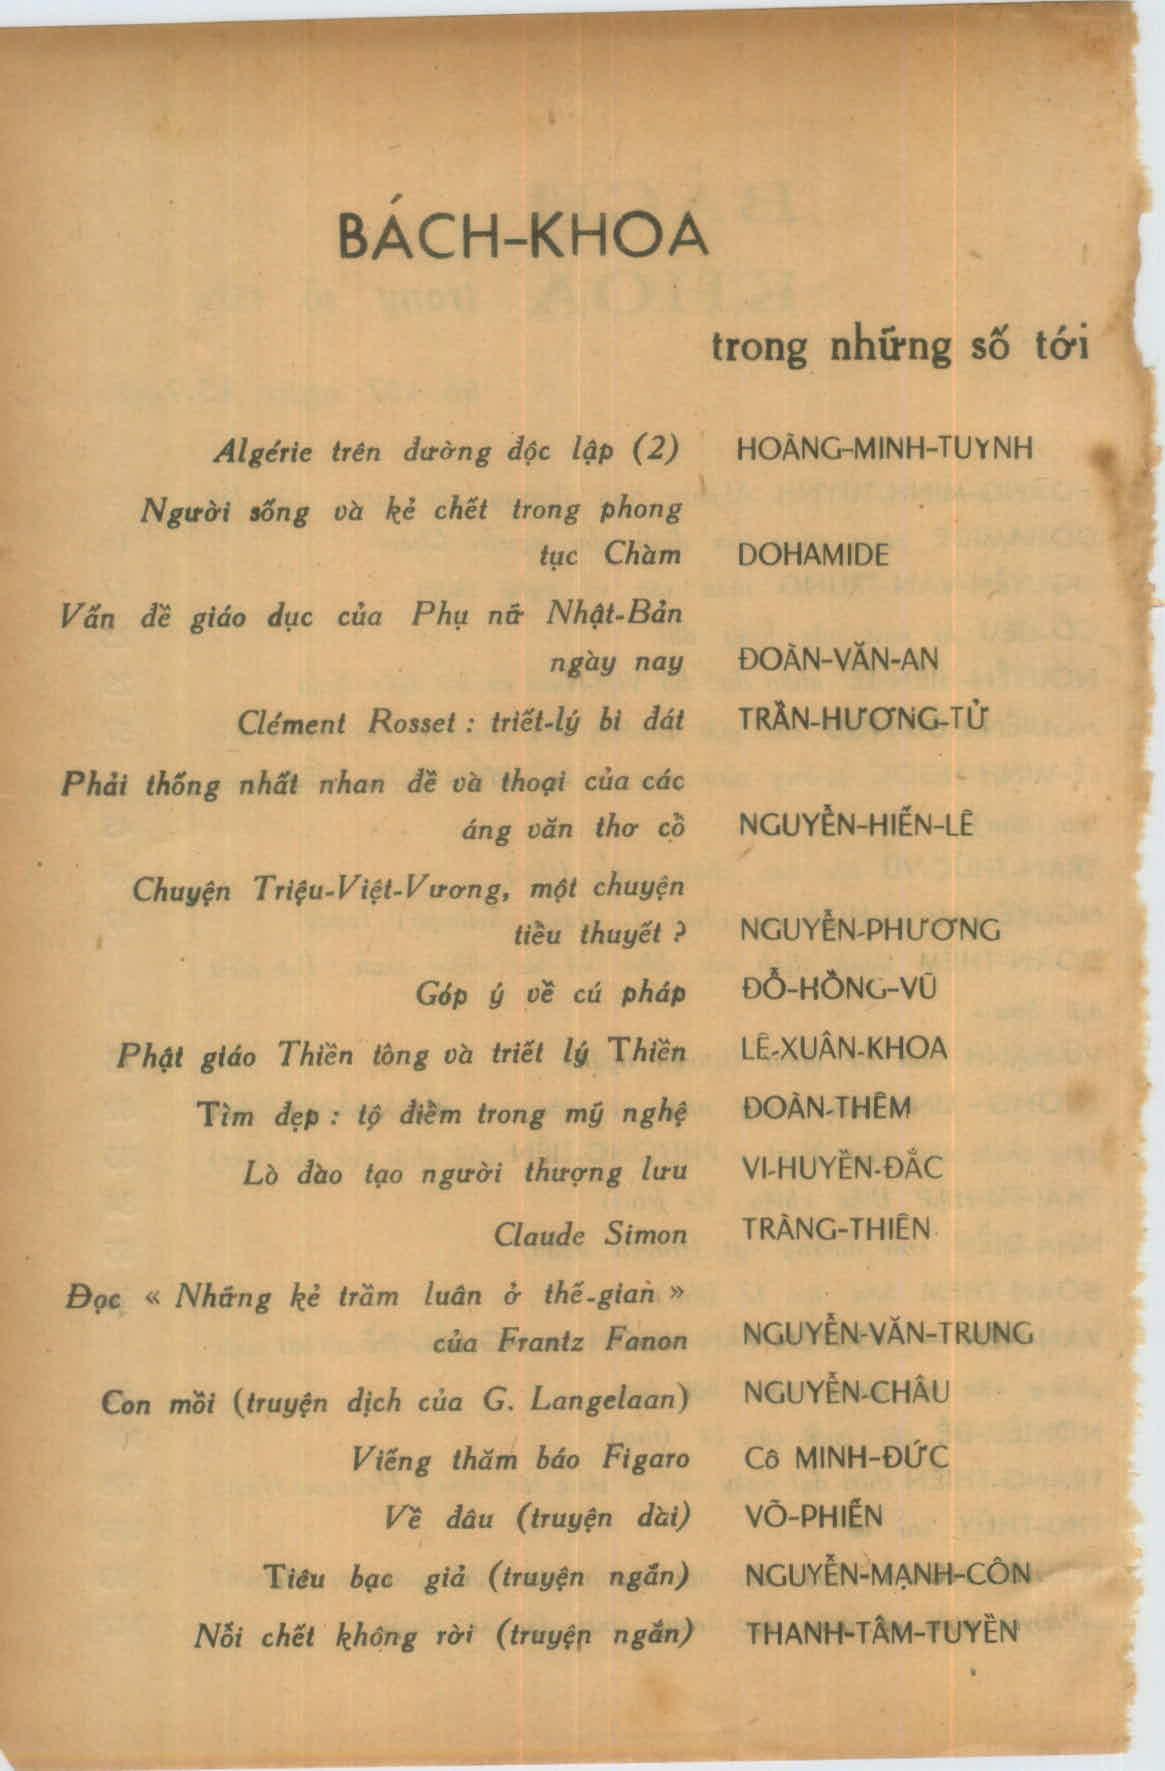 BÁCH-KHOA
trong những số tới
Algérie trên đường độc lập (2) HOÀNG-MINH-TUYNH
Người sống và kẻ chết trong phong
tục Chàm DOHAMIDE
Vấn đề giáo dục của Phụ nữ Nhật-Bản
ngày nay ĐOÀN-VĂN-AN
Clément Rosset : triết-lý bi đát TRẦN-HƯƠNG-TỬ
Phải thống nhất nhan đề và thoại của các
áng văn thơ cổ NGUYỄN-HIẾN-LÊ
Chuyện Triệu-Việt-Vương, một chuyện
tiểu thuyết ? NGUYỄN-PHƯƠNG
Góp ý về cú pháp ĐỖ-HỒNG-VŨ
Phật giáo Thiền tông và triết lý Thiền LÊ-XUÂN-KHOA
Tìm đẹp : tô điểm trong mỹ nghệ ĐOÀN-THÊM
Lò đào tạo người thượng lưu VI-HUYỀN-ĐẮC
Claude Simon TRÀNG-THIÊN
Đọc « Những kẻ trầm luân ở thế-gian »
của Frantz Fanon NGUYỄN-VĂN-TRUNG
Con mồi (truyện dịch của G. Langelaan) NGUYỄN-CHÂU
Viếng thăm báo Figaro Cô MINH-ĐỨC
Về đâu (truyện dài) VÕ-PHIẾN
Tiêu bạc giả (truyện ngắn) NGUYỄN-MẠNH-CÔN
Nỗi chết không rời (truyện ngắn) THANH-TÂM-TUYỀN